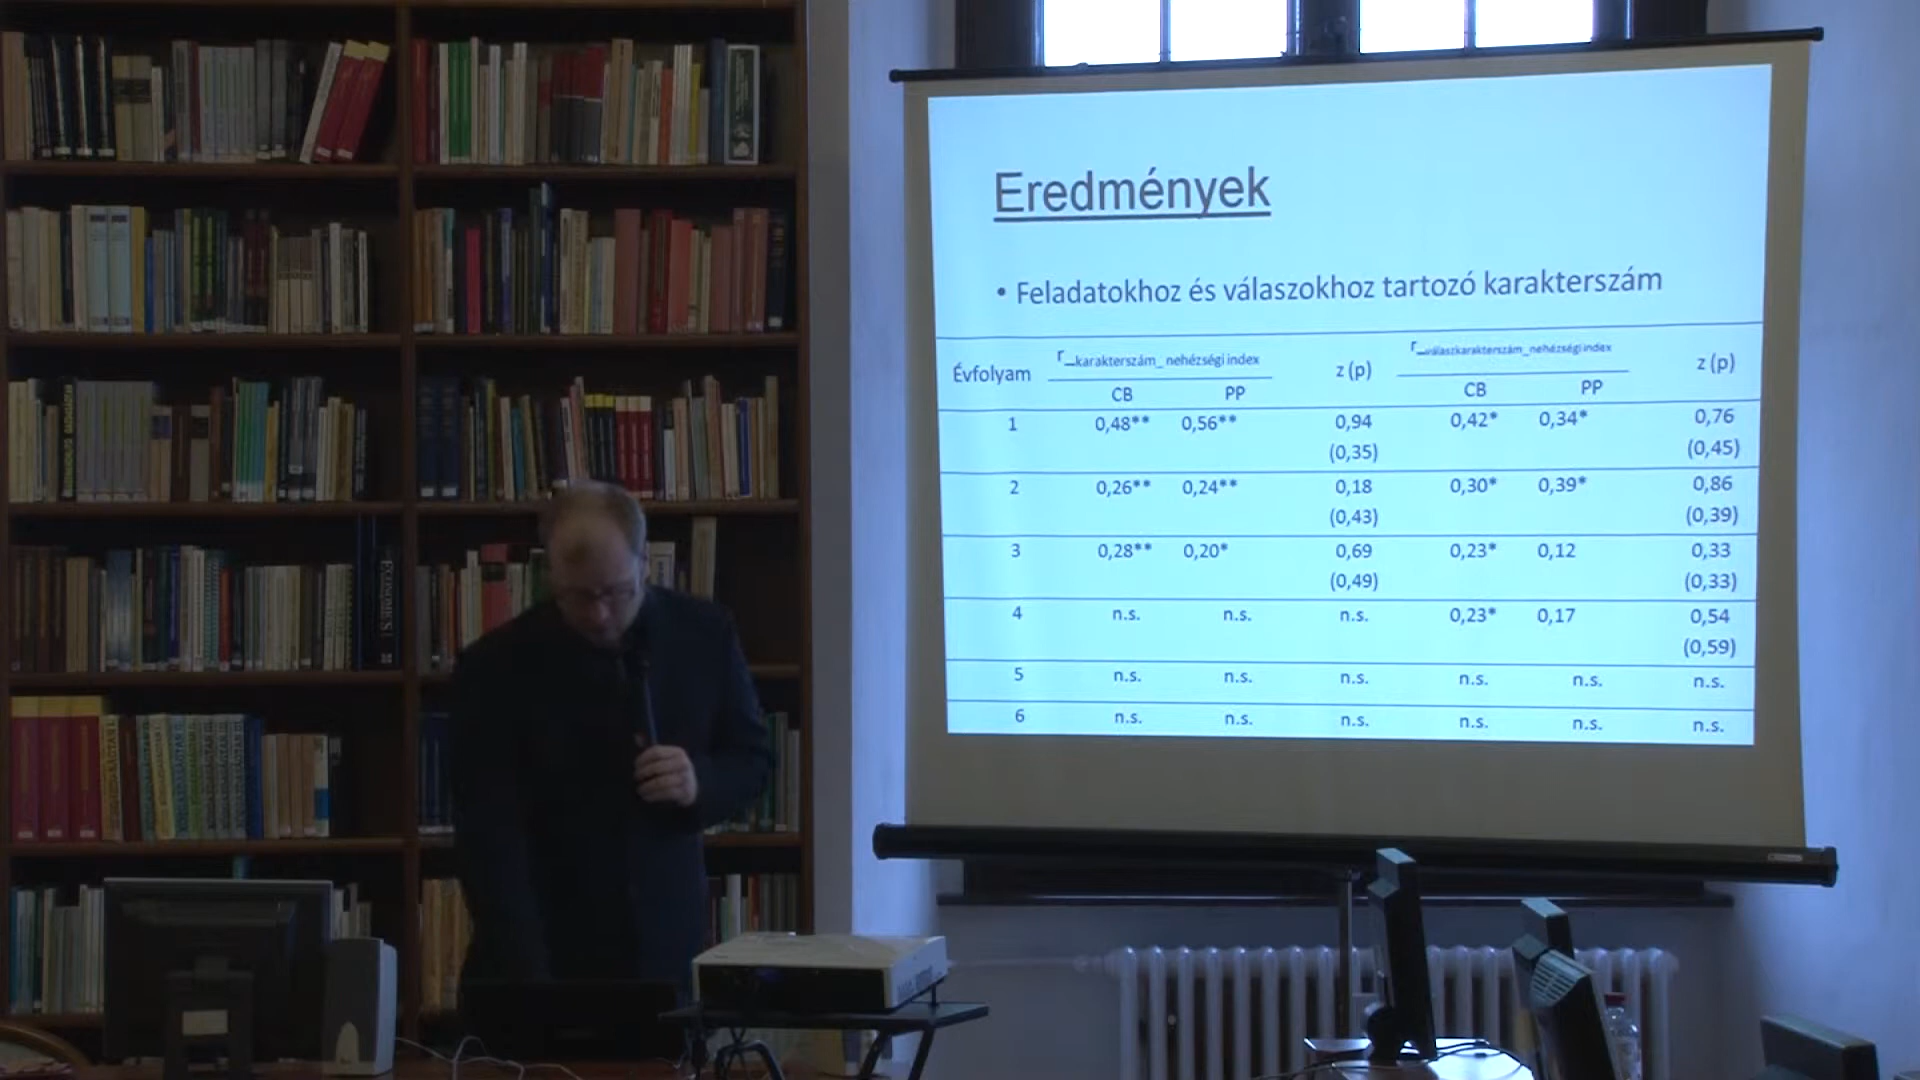 Eredmények
• Feladatokhoz és válaszokhoz tartozó karakterszám
Évfolyam r_karakterszám_nehézségi index z (p) r_válaszkarakterszám_nehézségi index z (p)
CB PP CB PP
1 0,48** 0,56** 0,94 (0,35) 0,42* 0,34* 0,76 (0,45)
2 0,26** 0,24** 0,18 (0,43) 0,30* 0,39* 0,86 (0,39)
3 0,28** 0,20* 0,69 (0,49) 0,23* 0,12 0,33 (0,33)
4 n.s. n.s. n.s. 0,23* 0,17 0,54 (0,59)
5 n.s. n.s. n.s. n.s. n.s. n.s.
6 n.s. n.s. n.s. n.s. n.s. n.s.
ECONOMICS